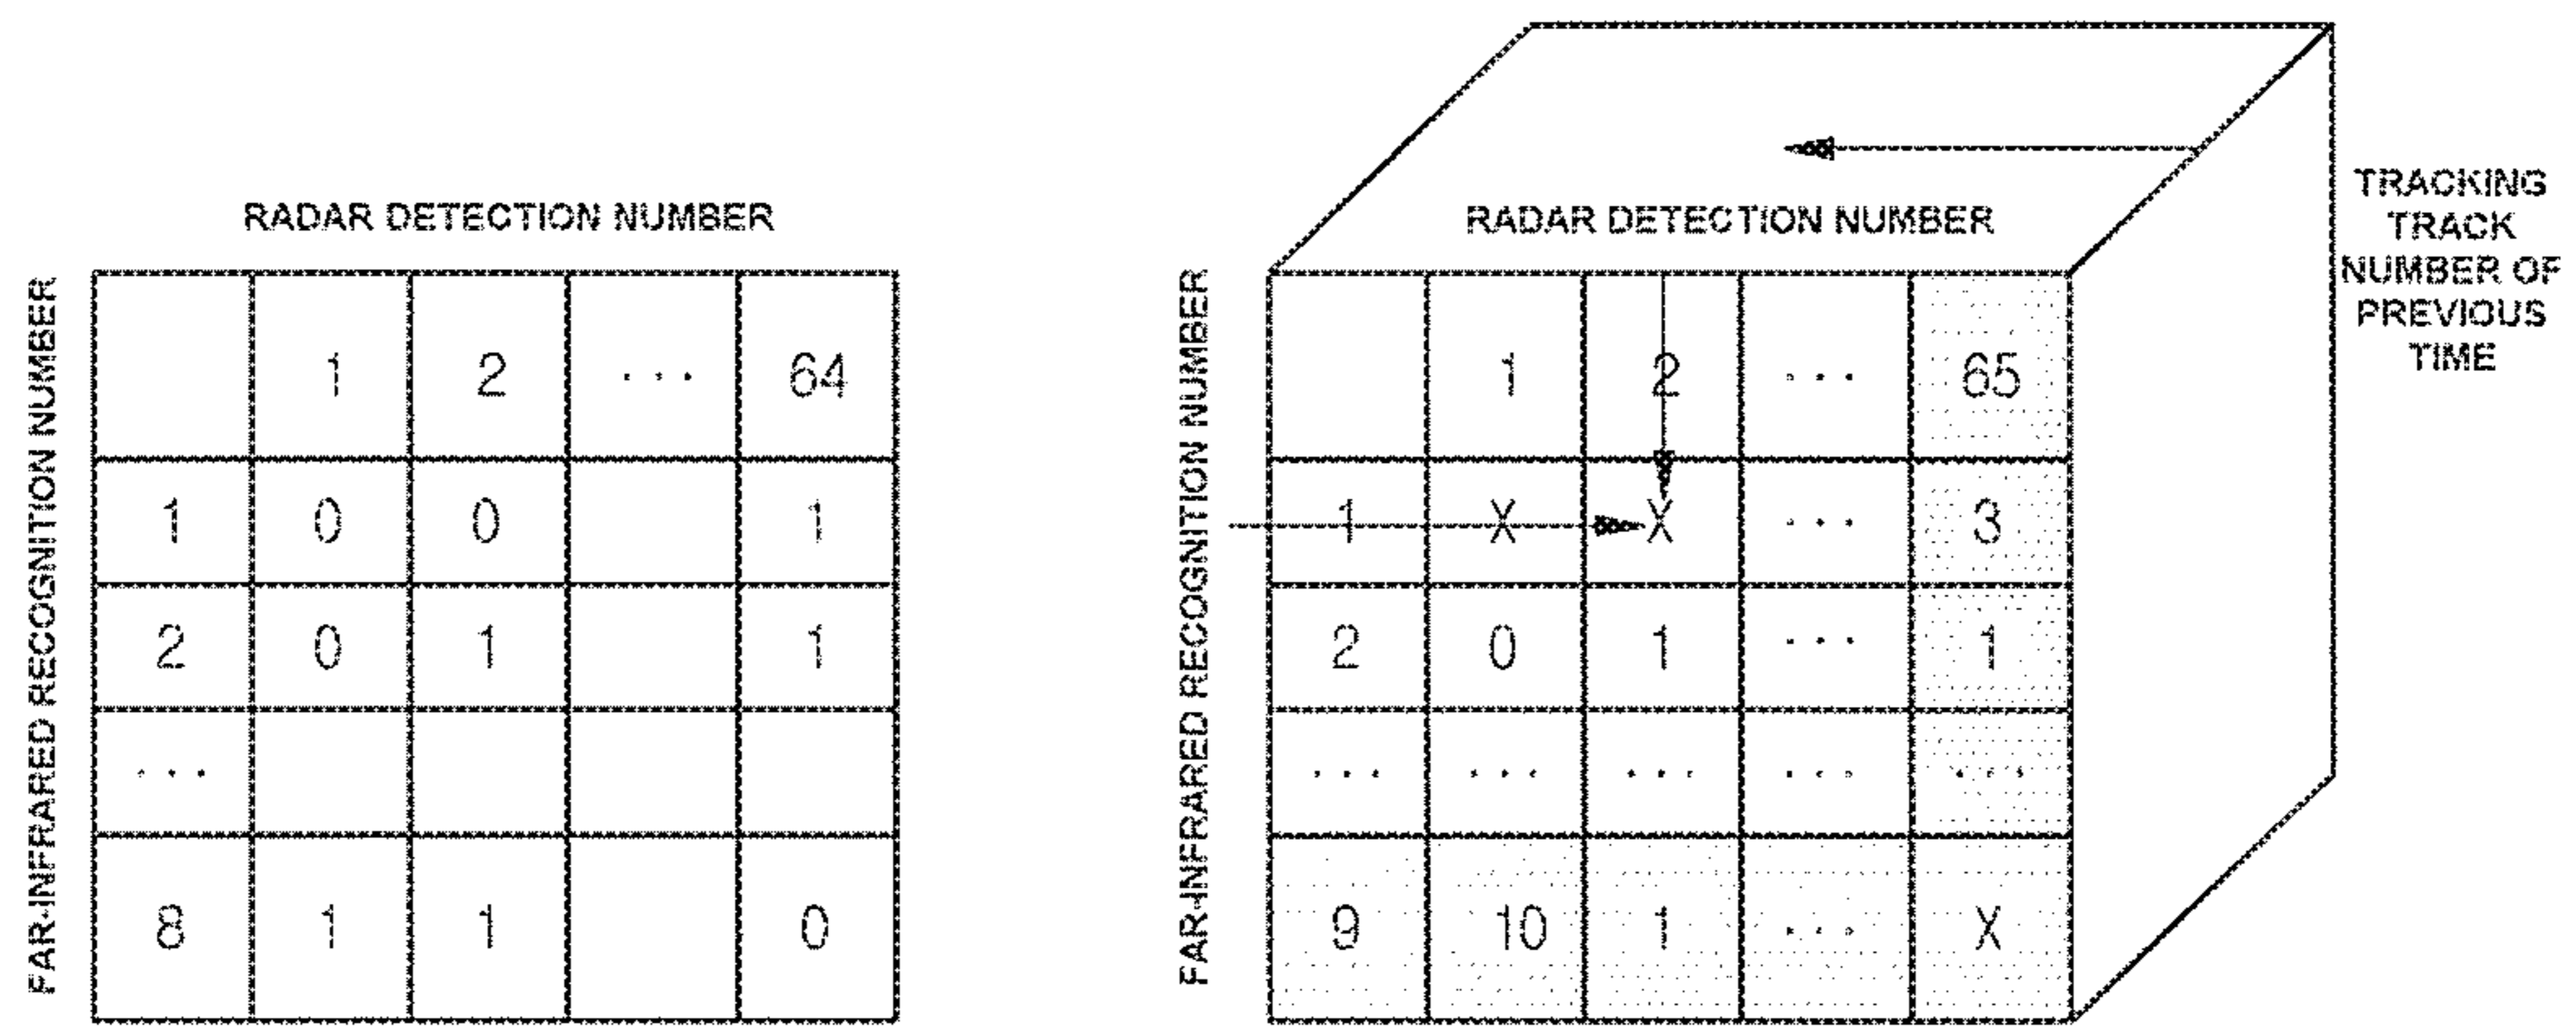 RADAR DETECTION NUMBER
FAR-INFRARED RECOGNITION NUMBER
1 2 ... 64
1 0 0 1
2 0 1 1
...
8 1 1 0
RADAR DETECTION NUMBER
FAR-INFRARED RECOGNITION NUMBER
TRACKING
TRACK
NUMBER OF
PREVIOUS
TIME
1 2 ... 65
1 X X ... 3
2 0 1 ... 1
... ... ... ... ...
9 10 1 ... X